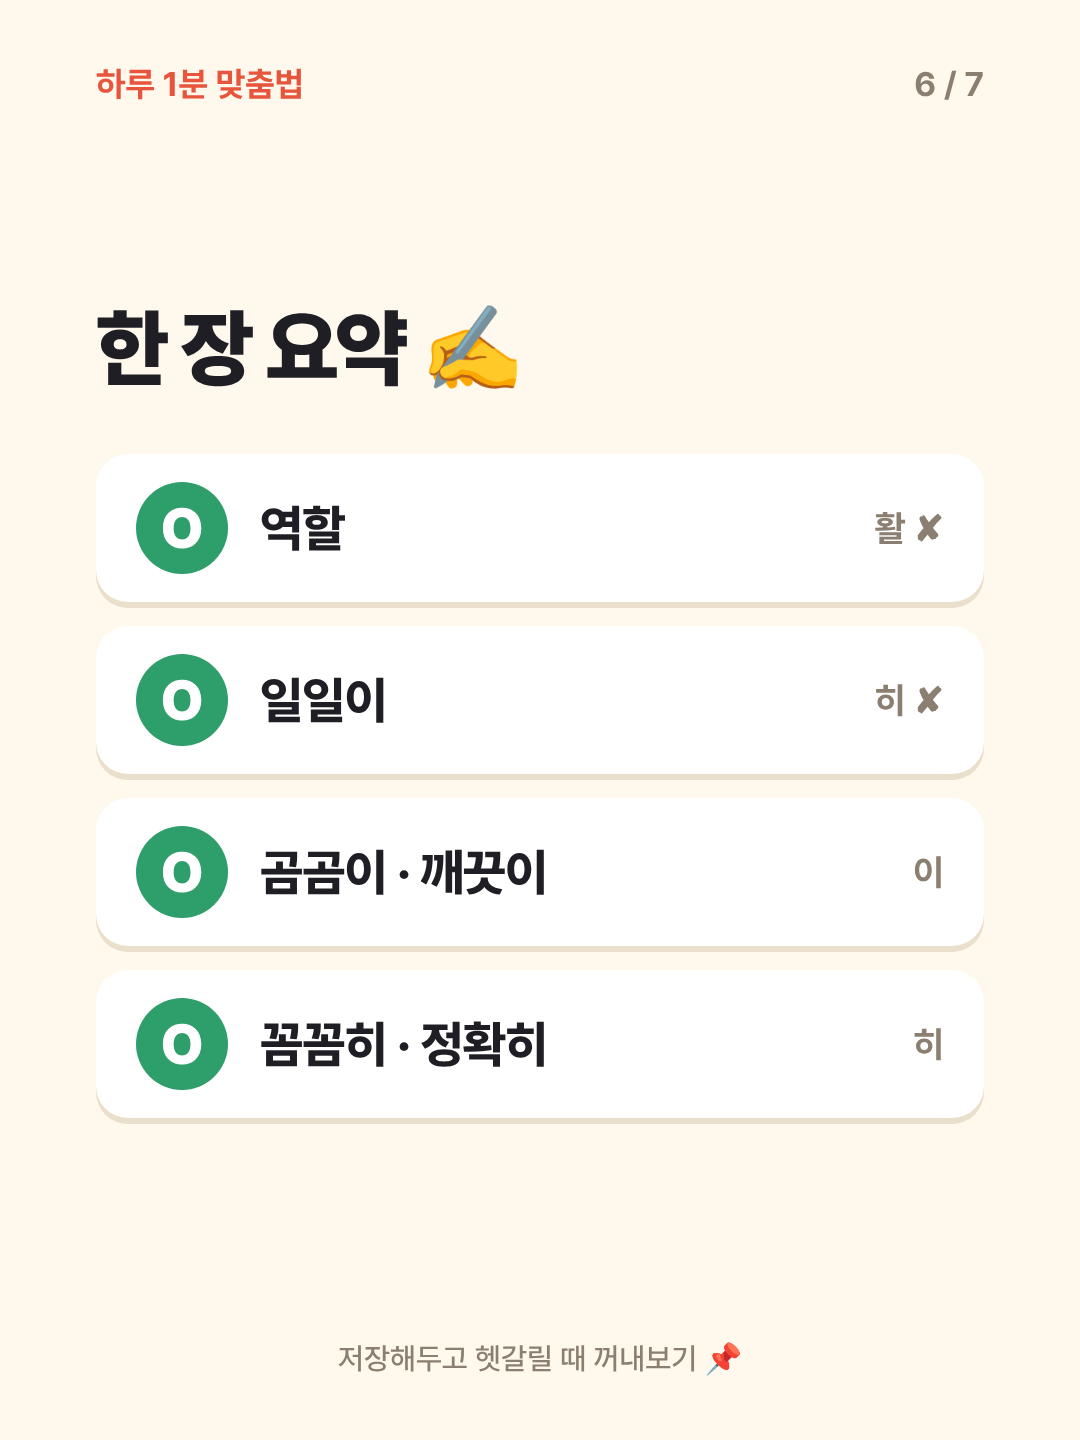 하루 1분 맞춤법
6 / 7
한 장 요약 ✍️
O 역할 활 ✘
O 일일이 히 ✘
O 곰곰이 · 깨끗이 이
O 꼼꼼히 · 정확히 히
저장해두고 헷갈릴 때 꺼내보기 📌